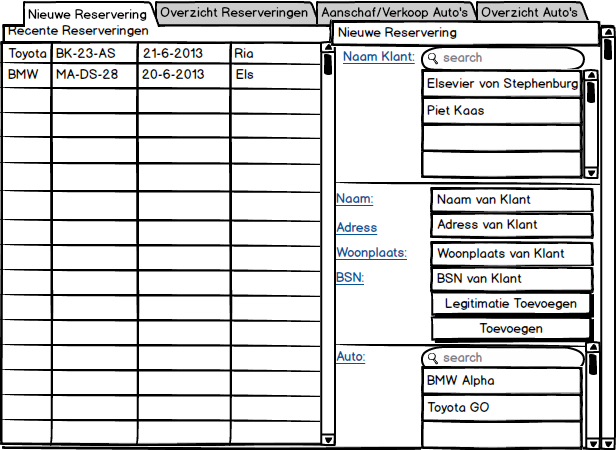 Nieuwe Reservering Overzicht Reserveringen Aanschaf/Verkoop Auto's Overzicht Auto's
Recente Reserveringen
Toyota BK-23-AS 21-6-2013 Ria
BMW MA-DS-28 20-6-2013 Els
Nieuwe Reservering
Naam Klant: search
Elsevier von Stephenburg
Piet Kaas
Naam: Naam van Klant
Adress Adress van Klant
Woonplaats: Woonplaats van Klant
BSN: BSN van Klant
Legitimatie Toevoegen
Toevoegen
Auto: search
BMW Alpha
Toyota GO